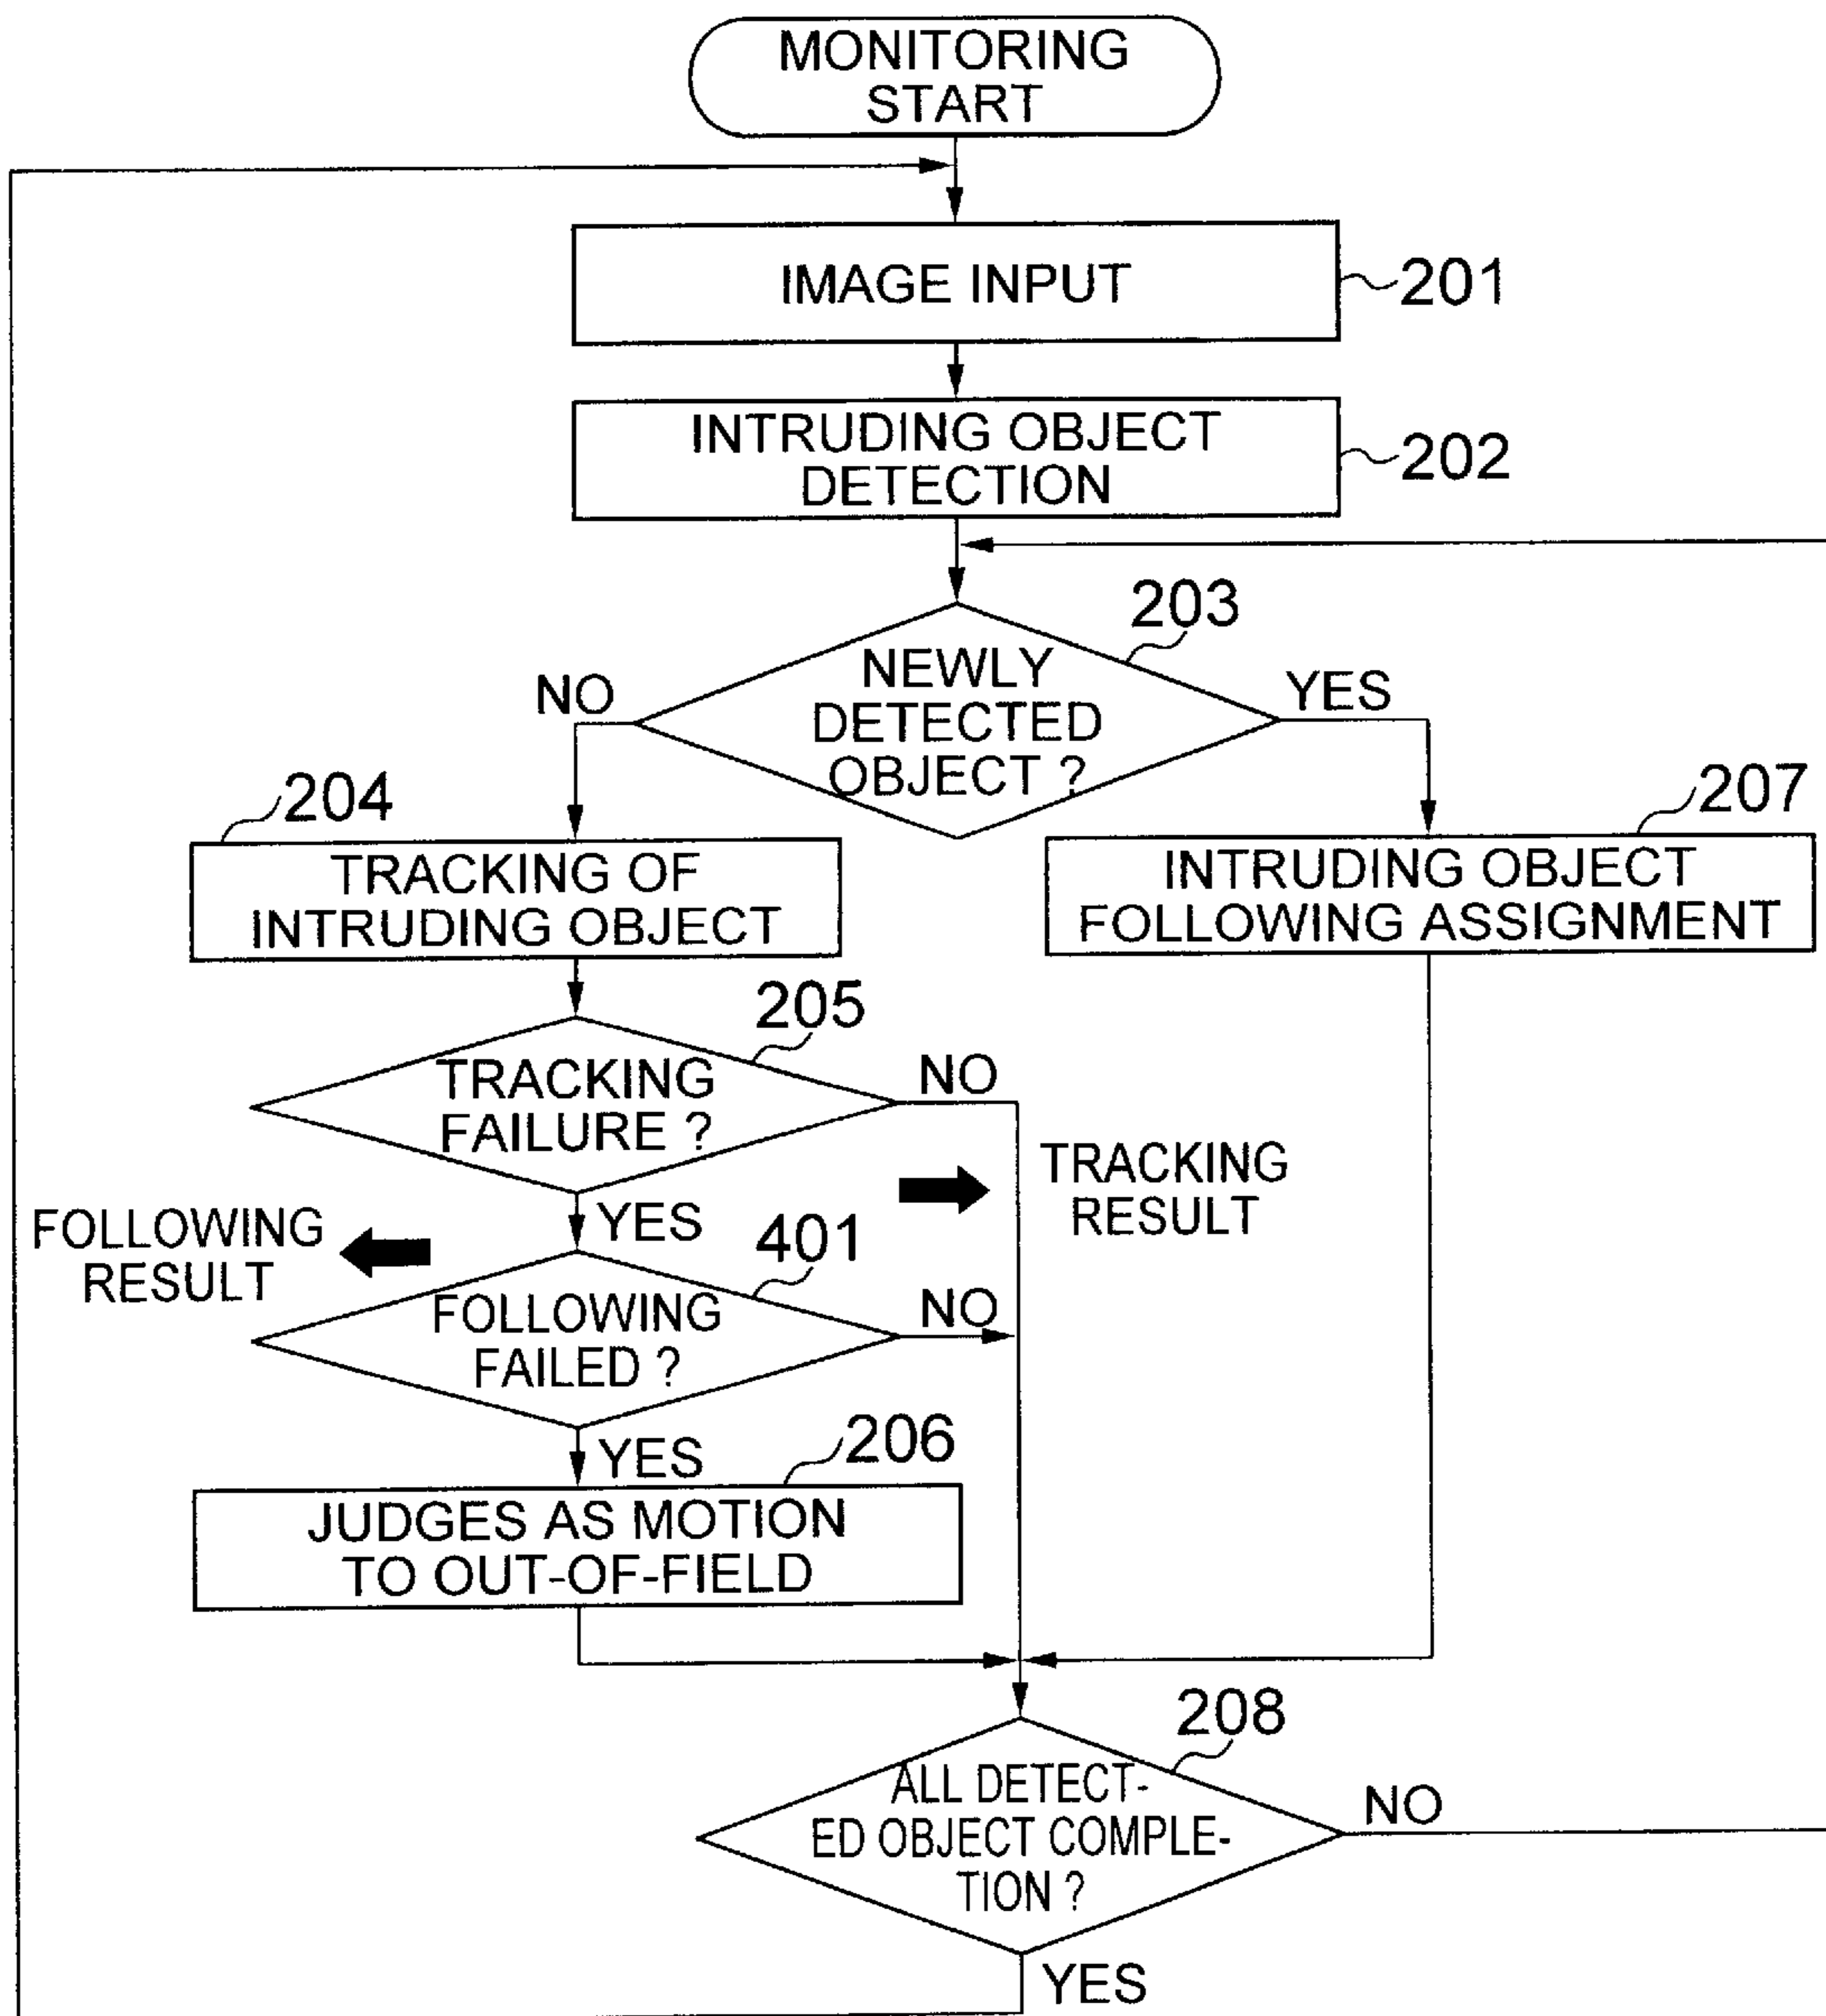 MONITORING
START
IMAGE INPUT
201
INTRUDING OBJECT
DETECTION
202
203
NEWLY
DETECTED
OBJECT ?
NO
YES
204
TRACKING OF
INTRUDING OBJECT
207
INTRUDING OBJECT
FOLLOWING ASSIGNMENT
205
TRACKING
FAILURE ?
NO
YES
TRACKING
RESULT
FOLLOWING
RESULT
401
FOLLOWING
FAILED ?
NO
YES
206
JUDGES AS MOTION
TO OUT-OF-FIELD
208
ALL DETECT-
ED OBJECT COMPLE-
TION ?
NO
YES